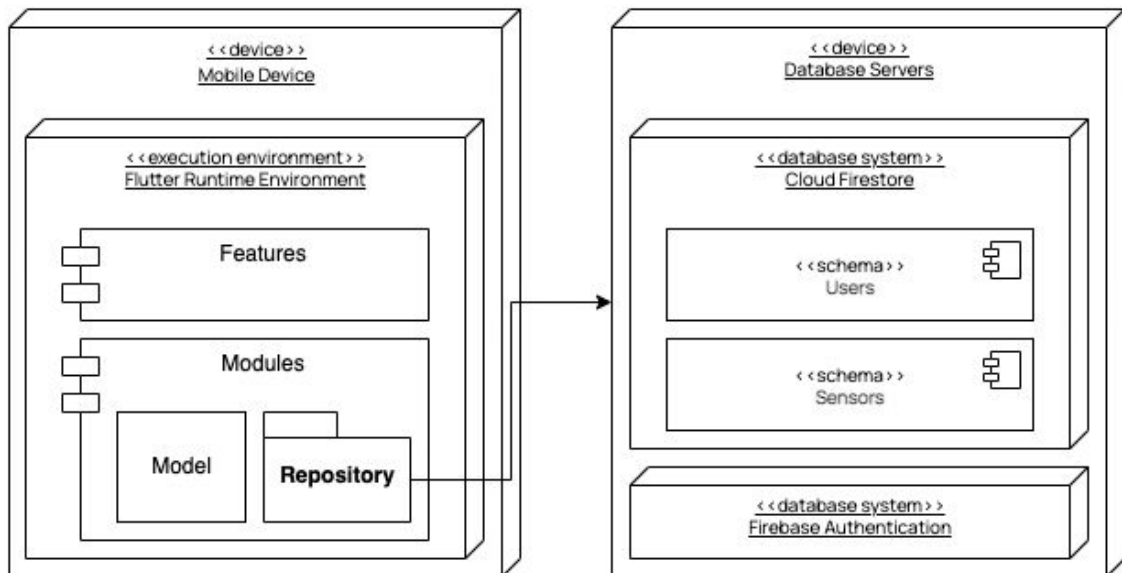 <<device>>
Mobile Device
<<execution environment>>
Flutter Runtime Environment
Features
Modules
Model
Repository
<<device>>
Database Servers
<<database system>>
Cloud Firestore
<<schema>>
Users
<<schema>>
Sensors
<<database system>>
Firebase Authentication